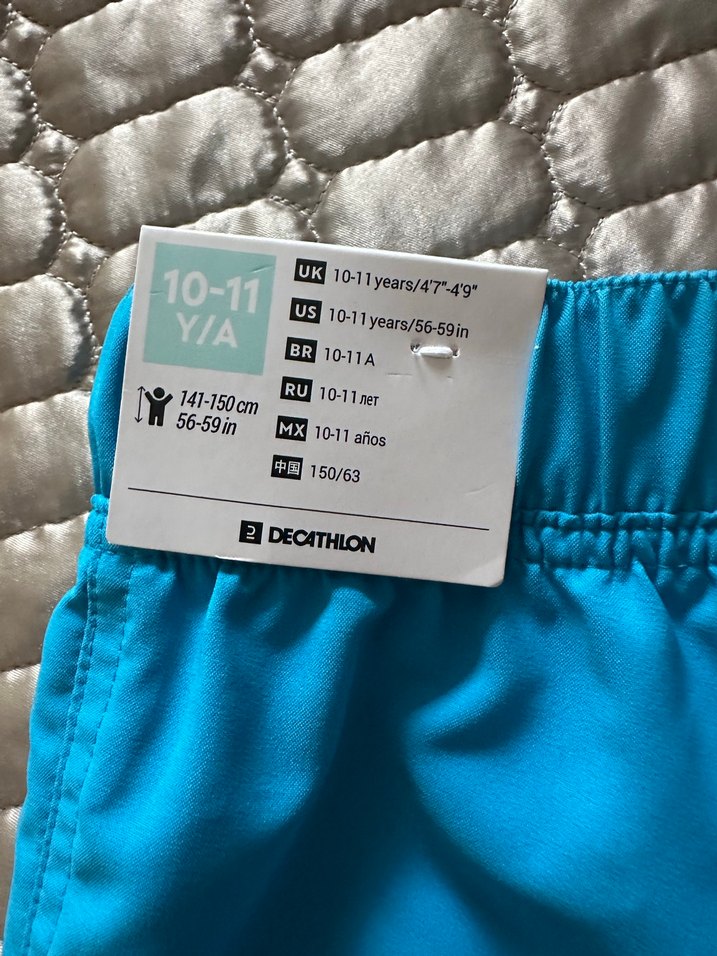 10-11
Y/A
141-150 cm
56-59 in
UK 10-11 years/4'7"-4'9"
US 10-11 years/56-59 in
BR 10-11 A
RU 10-11 лет
MX 10-11 años
中国 150/63
DECATHLON